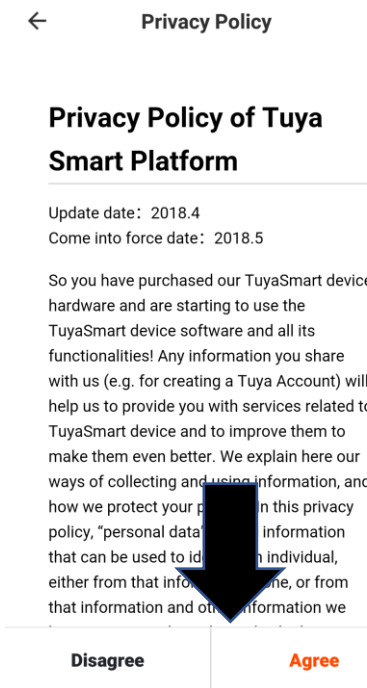 Privacy Policy
Privacy Policy of Tuya
Smart Platform
Update date：2018.4
Come into force date：2018.5
So you have purchased our TuyaSmart device
hardware and are starting to use the
TuyaSmart device software and all its
functionalities! Any information you share
with us (e.g. for creating a Tuya Account) will
help us to provide you with services related to
TuyaSmart device and to improve them to
make them even better. We explain here our
ways of collecting and using information, and
how we protect your in this privacy
policy, “personal data” information
that can be used to individual,
either from that or from
that information and information we
Disagree
Agree